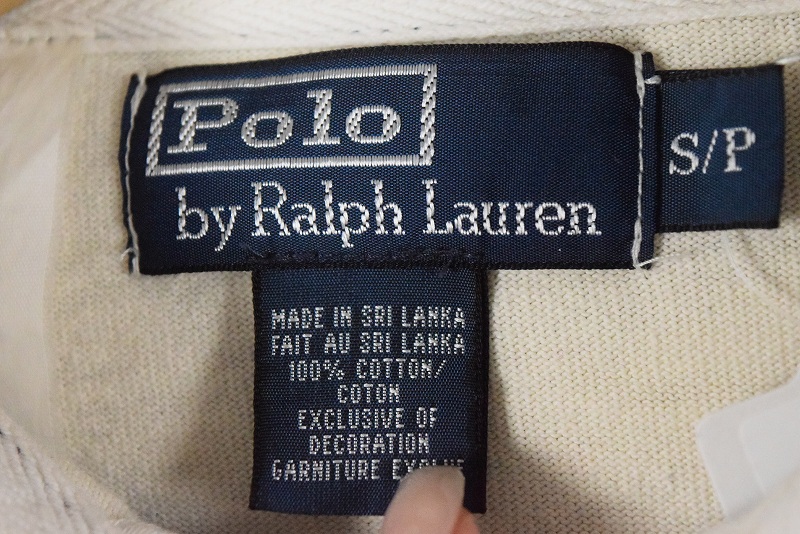 Polo
by Ralph Lauren
S/P
MADE IN SRI LANKA
FAIT AU SRI LANKA
100% COTTON/
COTON
EXCLUSIVE OF
DECORATION
GARNITURE EXCLUE